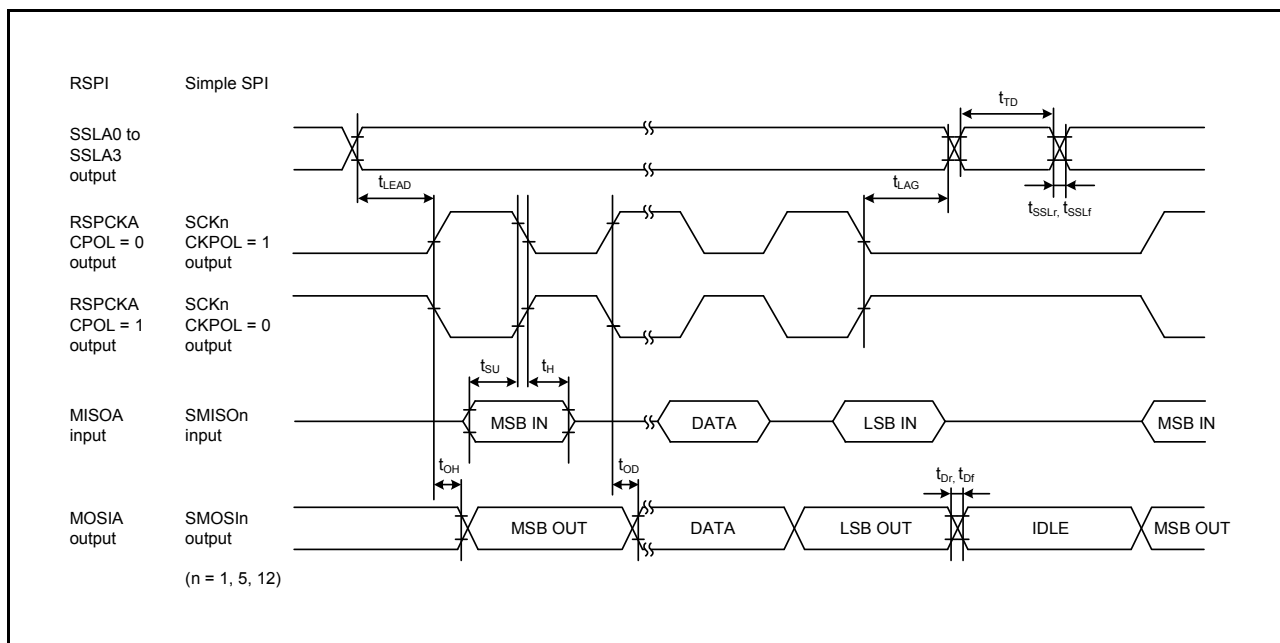 RSPI Simple SPI
SSLA0 to
SSLA3
output
tTD
tLEAD
tLAG
tSSLr, tSSLf
RSPCKA SCKn
CPOL = 0 CKPOL = 1
output output
RSPCKA SCKn
CPOL = 1 CKPOL = 0
output output
tSU tH
MISOA SMISOn
input input
MSB IN DATA LSB IN MSB IN
tOH tOD tDr, tDf
MOSIA SMOSIn
output output
MSB OUT DATA LSB OUT IDLE MSB OUT
(n = 1, 5, 12)